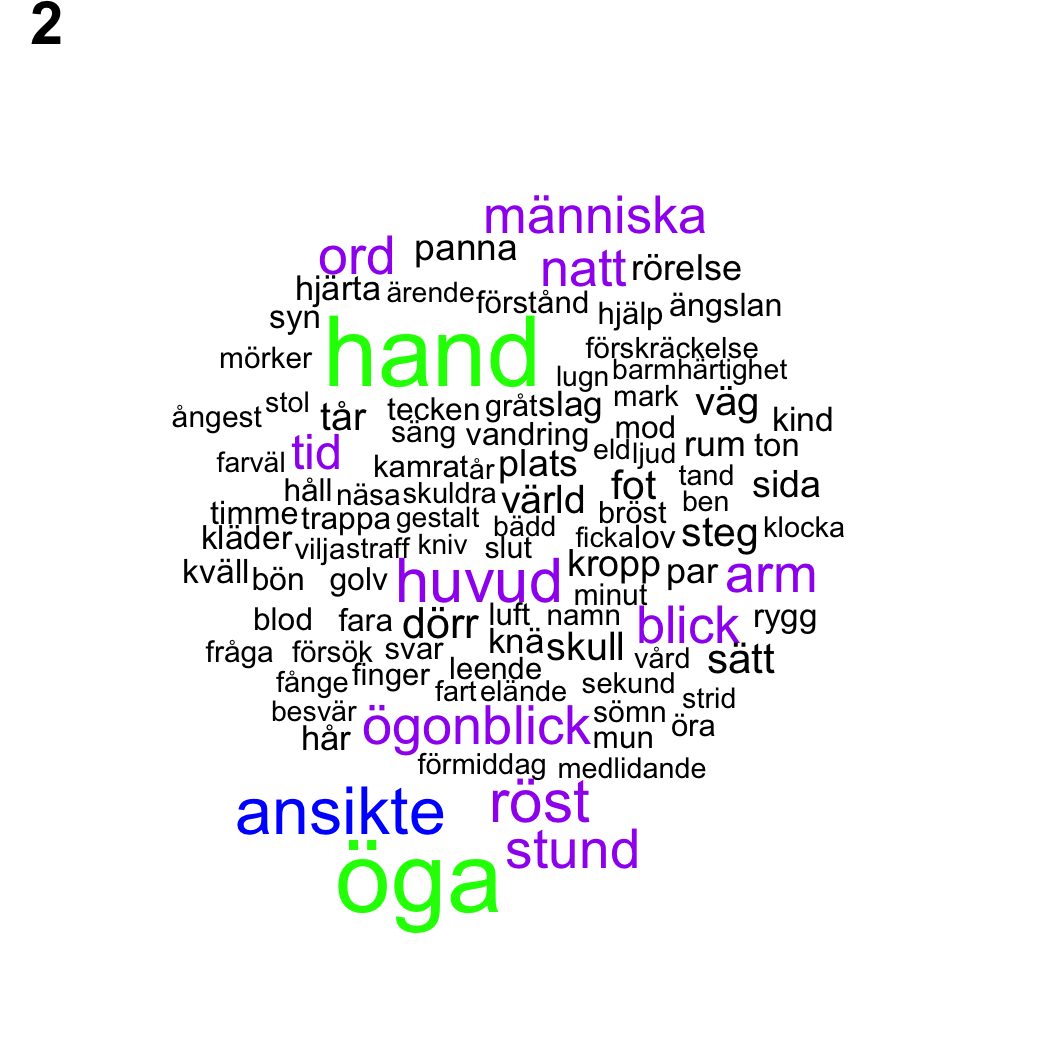 2
människa
ord panna natt rörelse
hjärta ärende förstånd hjälp ängslan
syn hand
mörker förskräckelse
lugn barmhärtighet
ångest stol tår tecken gråt slag mark väg kind
säng vandring mod
farväl tid kamrat år plats eld ljud rum ton
håll näsa skuldra värld fot tand sida
timme trappa gestalt bädd bröst ben
kläder vilja straff kniv slut ficka lov steg klocka
kväll bön golv huvud kropp par arm
minut
blod fara dörr luft namn blick rygg
fråga försök svar knä skull vård sätt
fånge finger leende
fart elände sekund strid
besvär ögonblick sömn öra
hår mun
förmiddag medlidande
ansikte röst
stund
öga